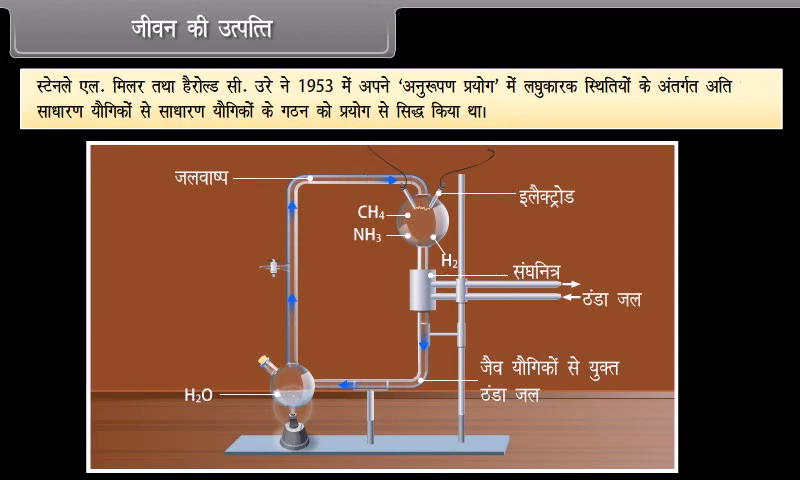 जीवन की उत्पत्ति
स्टेनले एल. मिलर तथा हैरोल्ड सी. उरे ने 1953 में अपने ‘अनुरूपण प्रयोग’ में लघुकारक स्थितियों के अंतर्गत अति
साधारण यौगिकों से साधारण यौगिकों के गठन को प्रयोग से सिद्ध किया था।
जलवाष्प
इलैक्ट्रोड
CH₄
NH₃
H₂
संघनित्र
ठंडा जल
जैव यौगिकों से युक्त
ठंडा जल
H₂O